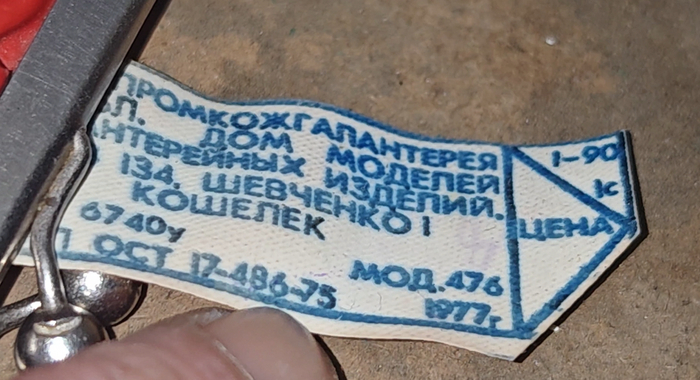 ПРОМКОЖГАЛАНТЕРЕЯ
Л. ДОМ МОДЕЛЕЙ
НТЕРЕЙНЫХ ИЗДЕЛИЙ.
134, ШЕВЧЕНКО 1
КОШЕЛЕК
6740у
ОСТ 17-486-75
МОД.476
1977г
1-90
1с
ЦЕНА